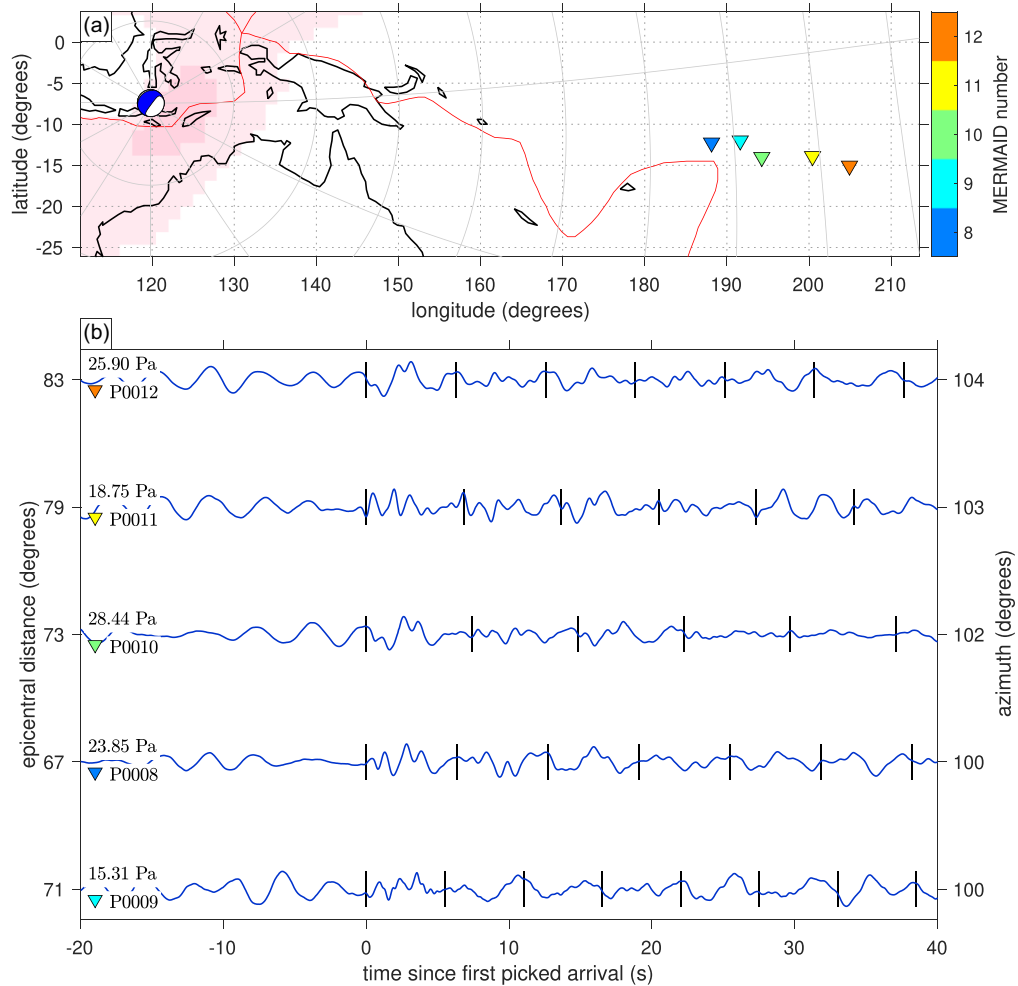 (a)
0
-5
-10
-15
-20
-25
latitude (degrees)
120 130 140 150 160 170 180 190 200 210
longitude (degrees)
12
11
10
9
8
MERMAID number
(b)
25.90 Pa
83 P0012 104
18.75 Pa
79 P0011 103
28.44 Pa
73 P0010 102
23.85 Pa
67 P0008 100
15.31 Pa
71 P0009 100
epicentral distance (degrees)
azimuth (degrees)
-20 -10 0 10 20 30 40
time since first picked arrival (s)